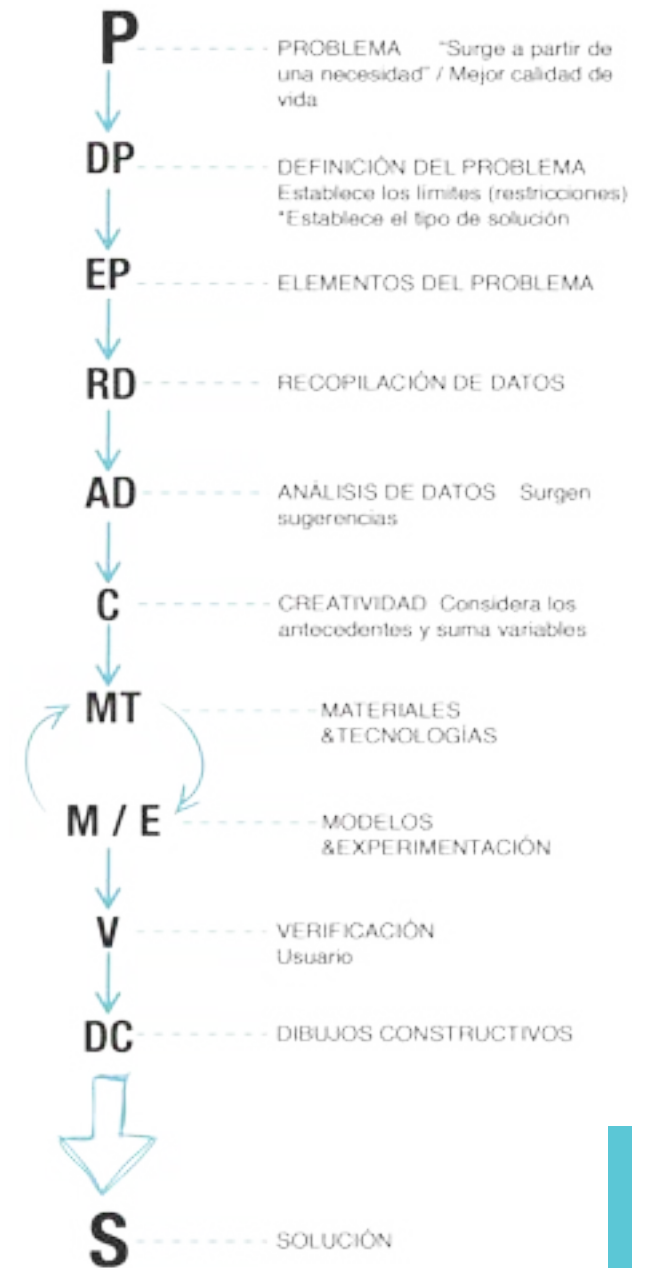 P PROBLEMA "Surge a partir de
una necesidad" / Mejor calidad de
vida
DP DEFINICIÓN DEL PROBLEMA
Establece los límites (restricciones)
*Establece el tipo de solución
EP ELEMENTOS DEL PROBLEMA
RD RECOPILACIÓN DE DATOS
AD ANÁLISIS DE DATOS Surgen
sugerencias
C CREATIVIDAD Considera los
antecedentes y suma variables
MT MATERIALES
&TECNOLOGÍAS
M / E MODELOS
&EXPERIMENTACIÓN
V VERIFICACIÓN
Usuario
DC DIBUJOS CONSTRUCTIVOS
S SOLUCIÓN